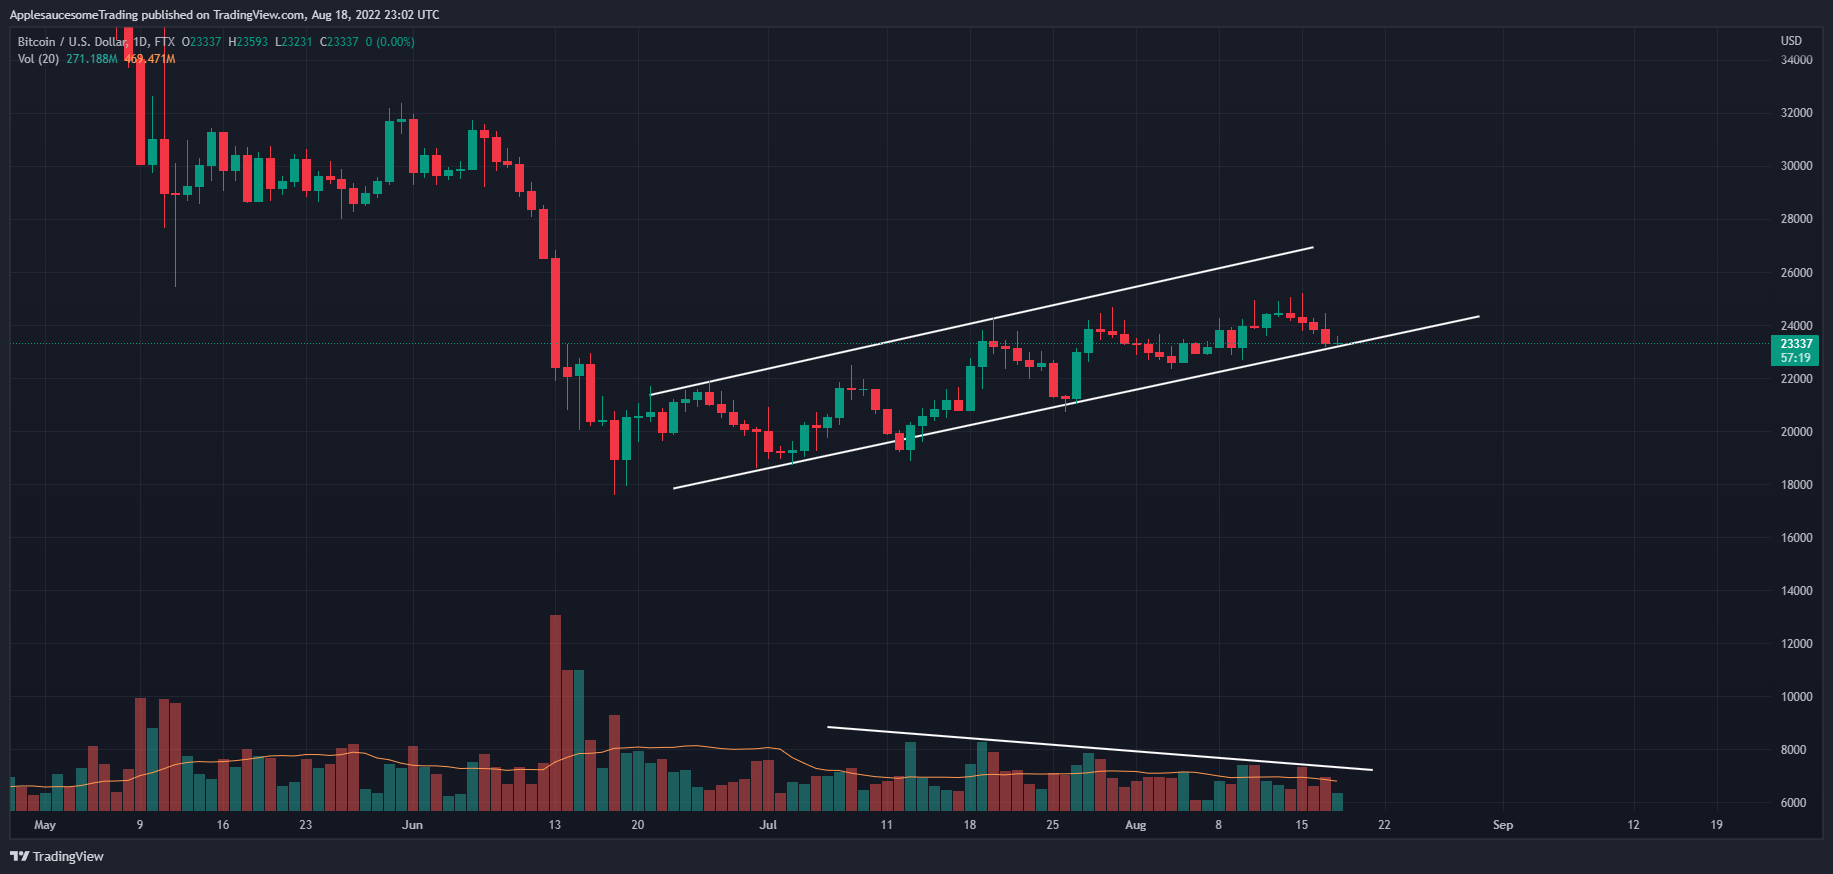 ApplesaucesomeTrading published on TradingView.com, Aug 18, 2022 23:02 UTC
Bitcoin / U.S. Dollar, 1D, FTX O23337 H23593 L23231 C23337 0 (0.00%)
Vol (20) 271.188M 469.471M
USD
34000
32000
30000
28000
26000
24000
23337
57:19
22000
20000
18000
16000
14000
12000
10000
8000
6000
May 9 16 23 Jun 13 20 Jul 11 18 25 Aug 8 15 22 Sep 12 19
TradingView